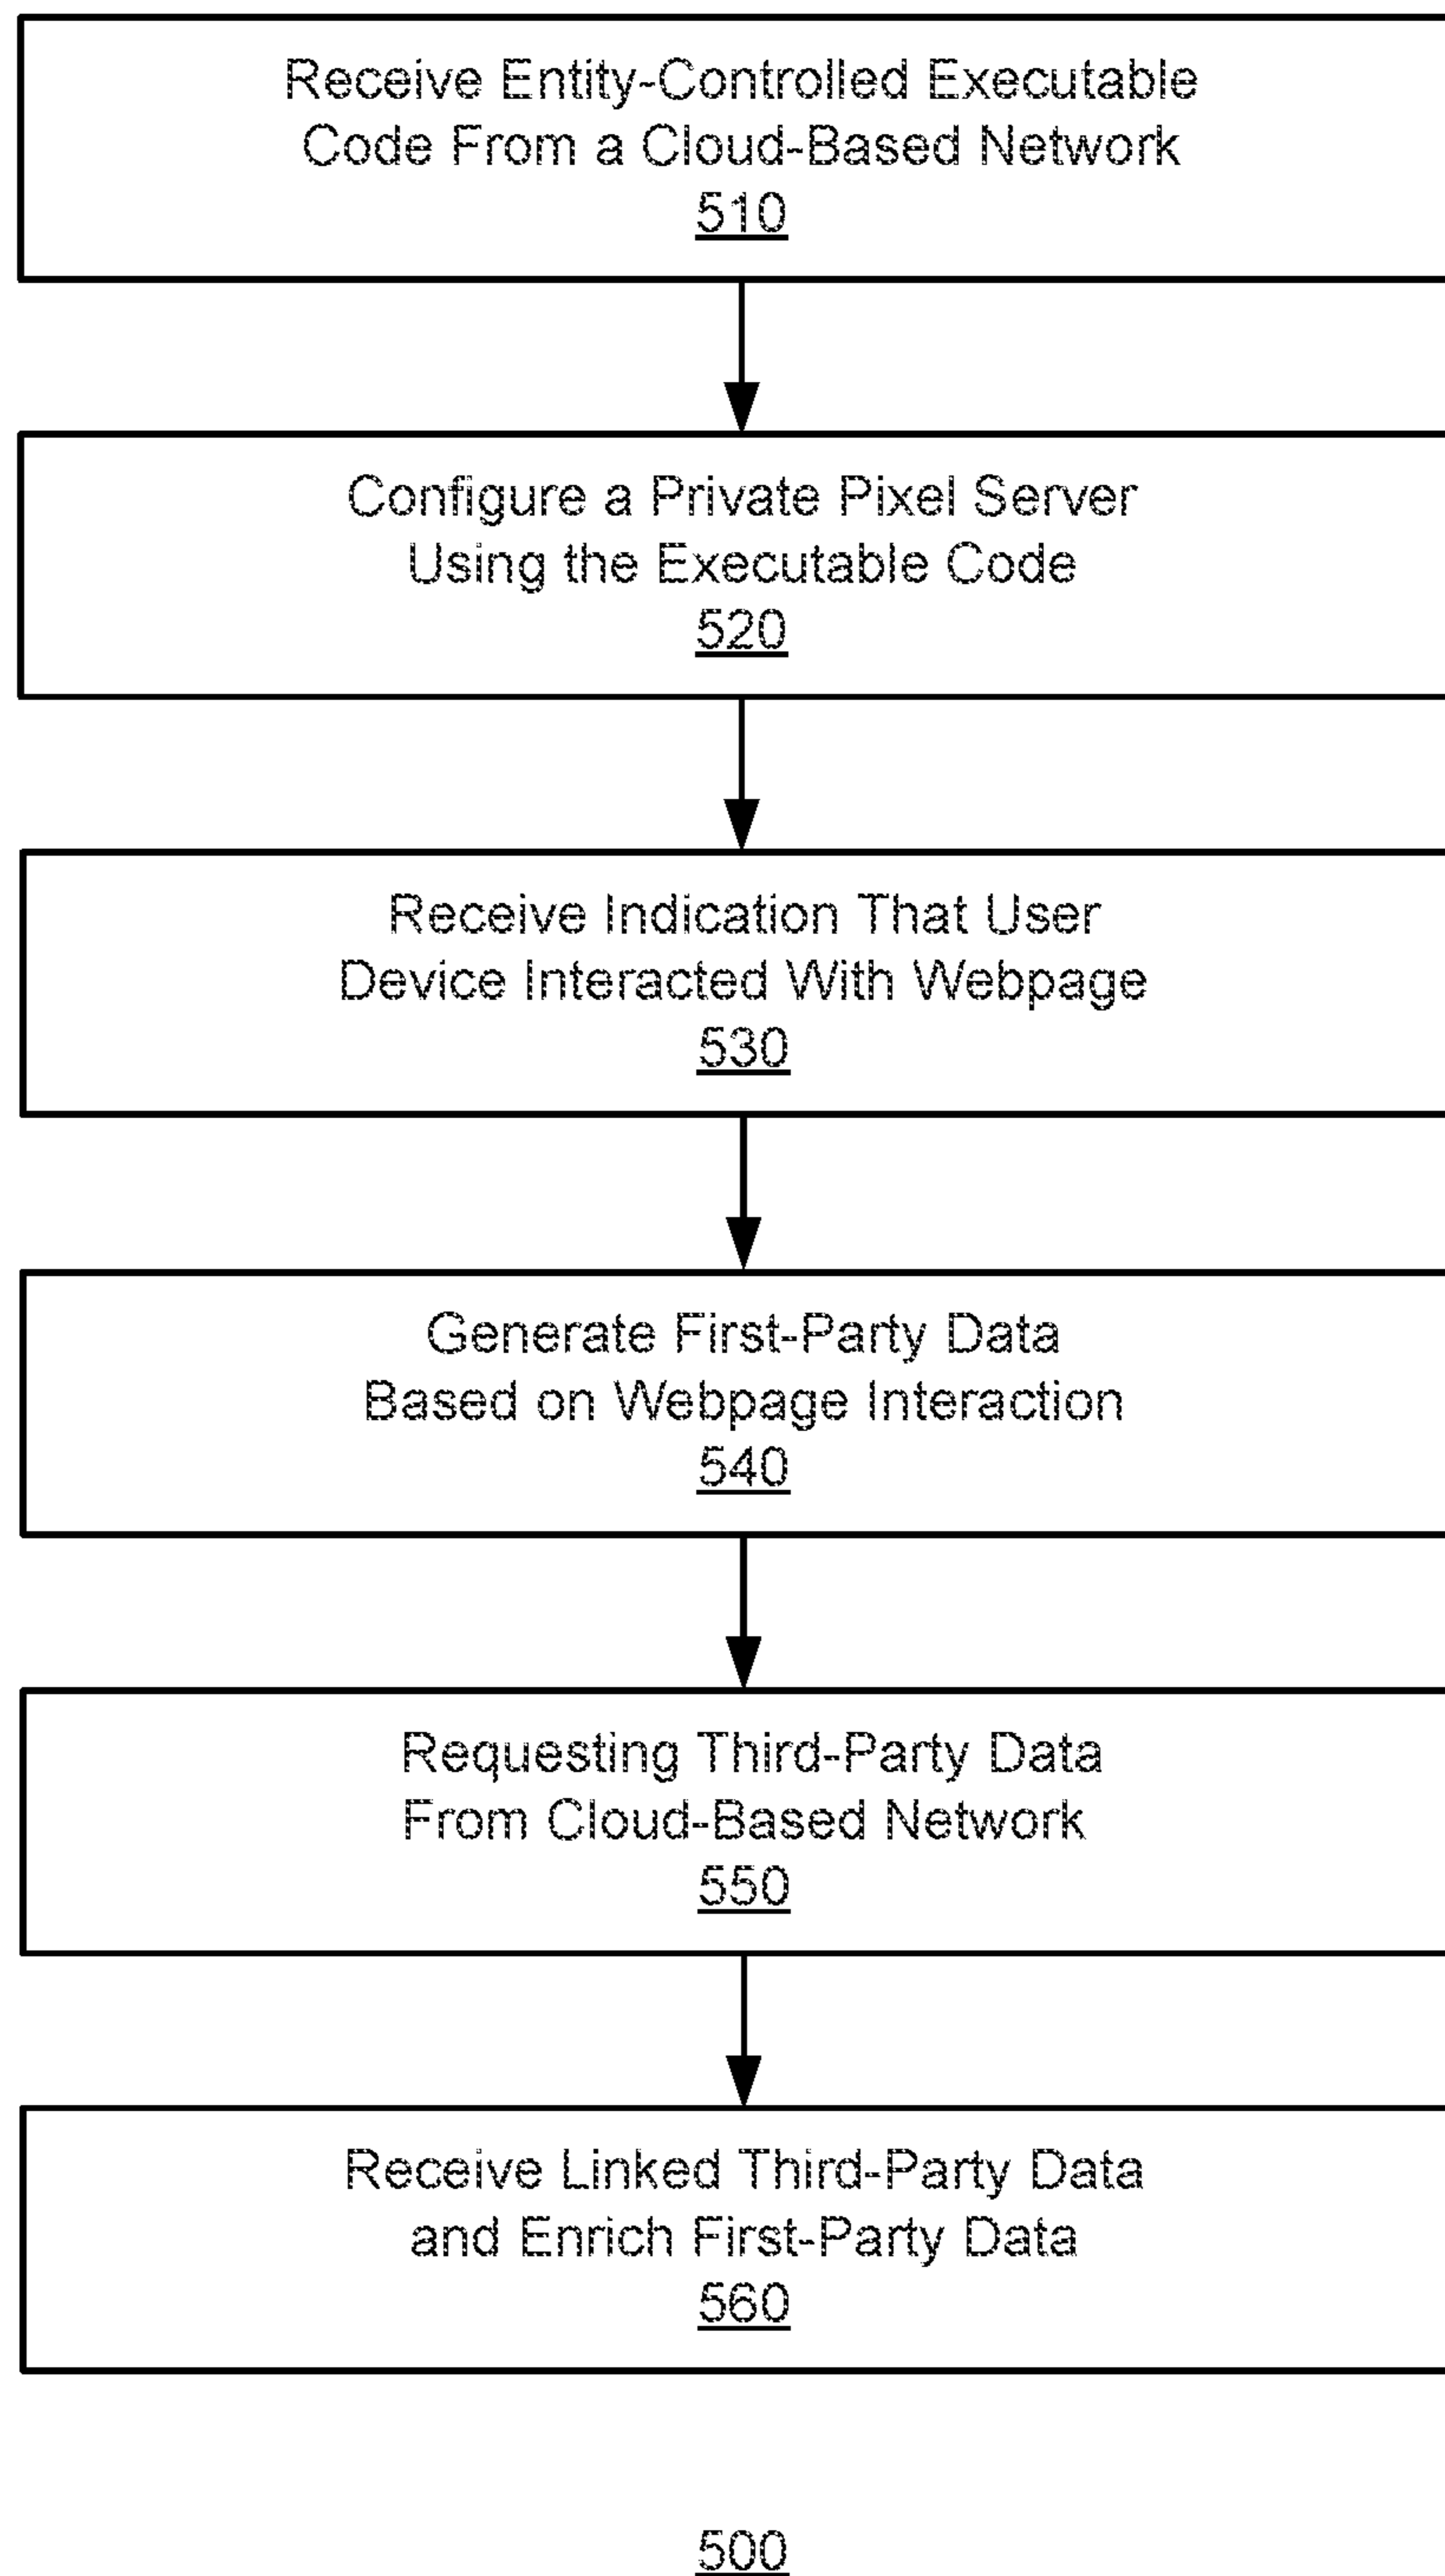 Receive Entity-Controlled Executable
Code From a Cloud-Based Network
510
Configure a Private Pixel Server
Using the Executable Code
520
Receive Indication That User
Device Interacted With Webpage
530
Generate First-Party Data
Based on Webpage Interaction
540
Requesting Third-Party Data
From Cloud-Based Network
550
Receive Linked Third-Party Data
and Enrich First-Party Data
560
500